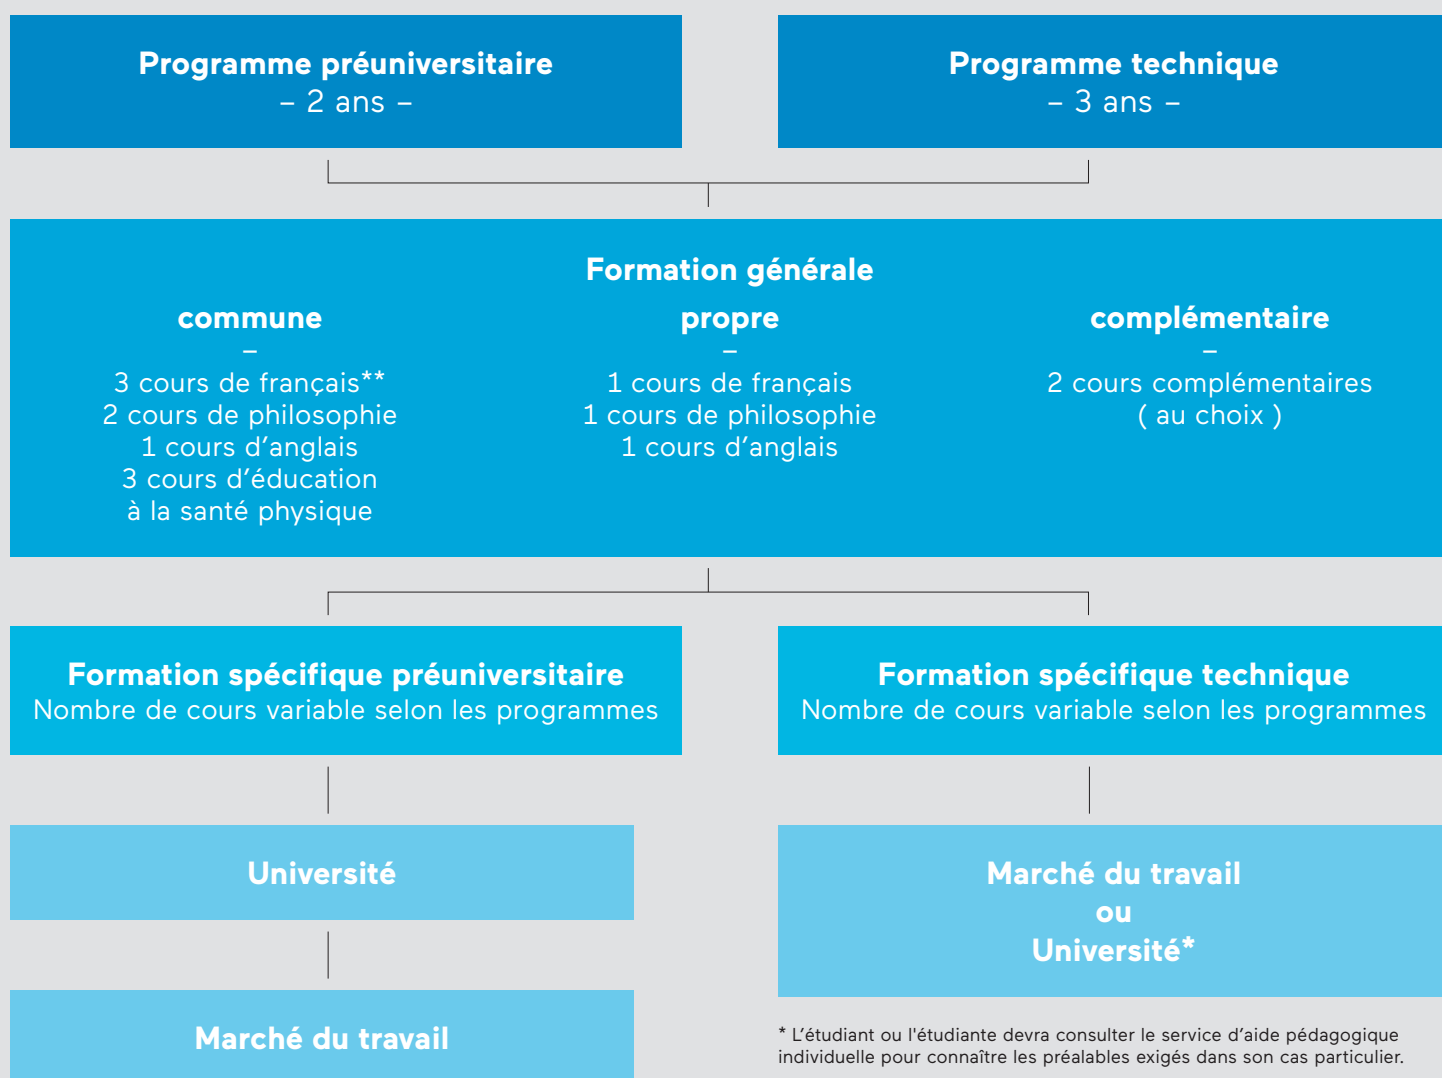 Programme préuniversitaire
– 2 ans –
Programme technique
– 3 ans –
Formation générale
commune
–
3 cours de français**
2 cours de philosophie
1 cours d’anglais
3 cours d’éducation
à la santé physique
propre
–
1 cours de français
1 cours de philosophie
1 cours d’anglais
complémentaire
–
2 cours complémentaires
( au choix )
Formation spécifique préuniversitaire
Nombre de cours variable selon les programmes
Formation spécifique technique
Nombre de cours variable selon les programmes
Université
Marché du travail
Marché du travail
ou
Université*
* L’étudiant ou l'étudiante devra consulter le service d’aide pédagogique
individuelle pour connaître les préalables exigés dans son cas particulier.